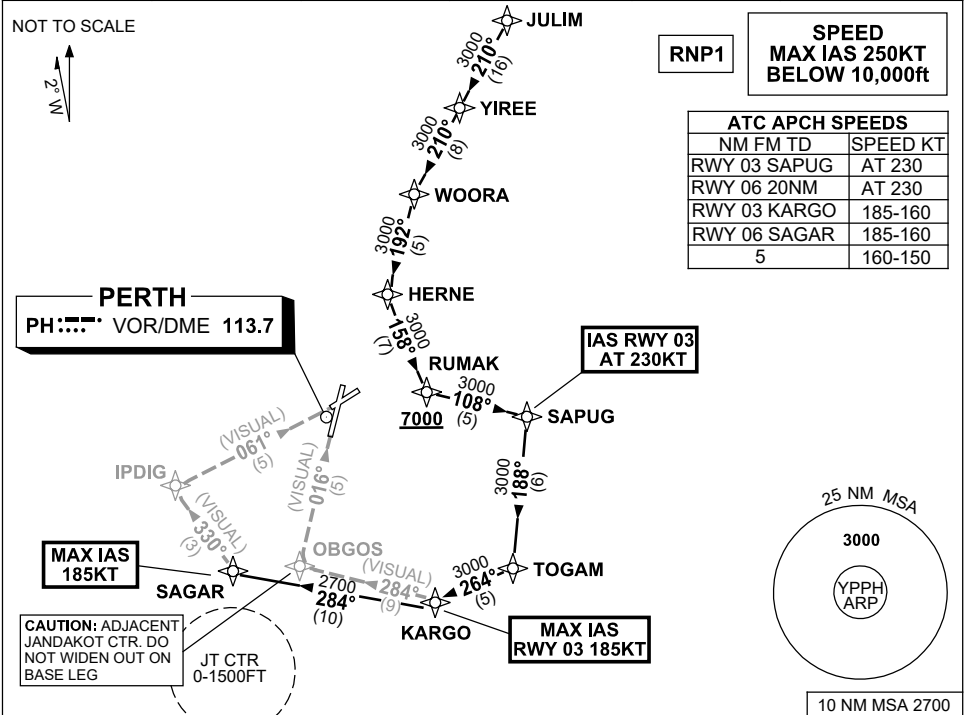 NOT TO SCALE
2° W
JULIM
3000
210°
(16)
YIREE
3000
210°
(8)
WOORA
3000
192°
(5)
HERNE
3000
158°
(7)
RUMAK
7000
3000
108°
(5)
SAPUG
IAS RWY 03
AT 230KT
3000
188°
(6)
TOGAM
3000
264°
(5)
KARGO
MAX IAS
RWY 03 185KT
2700
284°
(10)
(VISUAL)
284°
(9)
OBGOS
(VISUAL)
016°
(5)
SAGAR
MAX IAS
185KT
(VISUAL)
330°
(3)
IPDIG
(VISUAL)
061°
(5)
PERTH
PH VOR/DME 113.7
CAUTION: ADJACENT
JANDAKOT CTR. DO
NOT WIDEN OUT ON
BASE LEG
JT CTR
0-1500FT
RNP1
SPEED
MAX IAS 250KT
BELOW 10,000ft
ATC APCH SPEEDS
NM FM TD SPEED KT
RWY 03 SAPUG AT 230
RWY 06 20NM AT 230
RWY 03 KARGO 185-160
RWY 06 SAGAR 185-160
5 160-150
25 NM MSA
3000
YPPH
ARP
10 NM MSA 2700